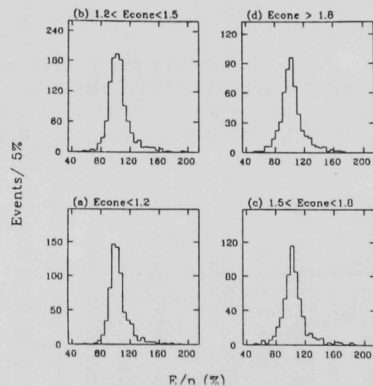 (b) 1.2< Econe<1.5
(d) Econe > 1.8
240
180
120
60
0
40 80 120 160 200
120
90
60
30
0
40 80 120 160 200
Events/ 5%
(a) Econe<1.2
(c) 1.5< Econe<1.8
150
100
50
0
40 80 120 160 200
120
80
40
0
40 80 120 160 200
E/n (%)